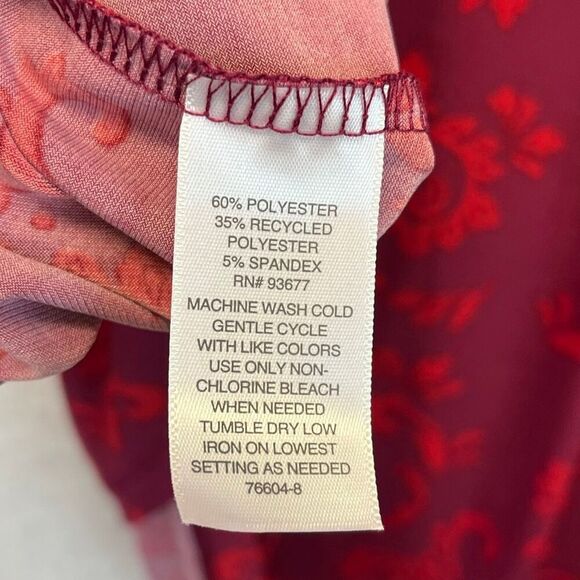 60% POLYESTER
35% RECYCLED
POLYESTER
5% SPANDEX
RN# 93677
MACHINE WASH COLD
GENTLE CYCLE
WITH LIKE COLORS
USE ONLY NON-
CHLORINE BLEACH
WHEN NEEDED
TUMBLE DRY LOW
IRON ON LOWEST
SETTING AS NEEDED
76604-8